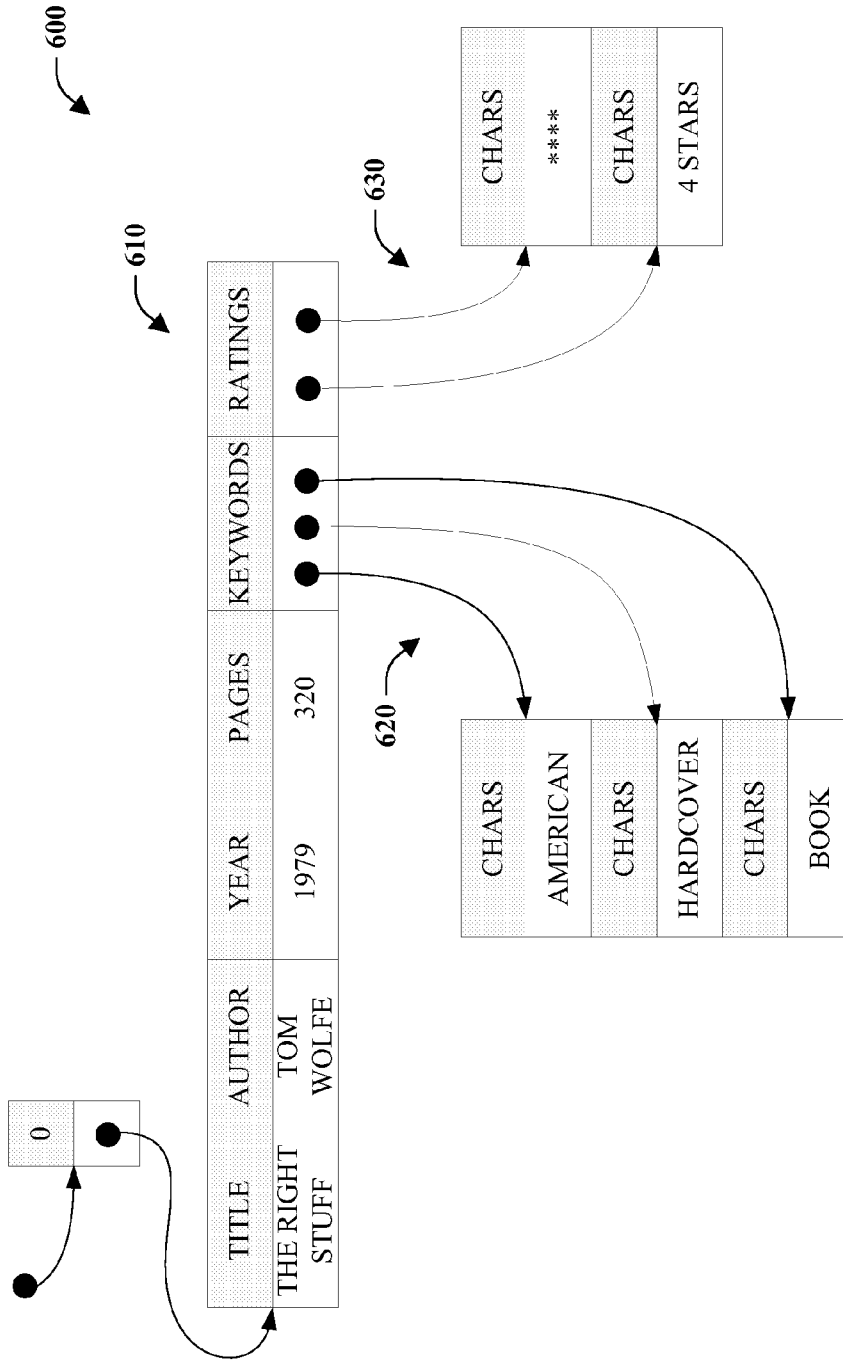 600
610
0
TITLE AUTHOR YEAR PAGES KEYWORDS RATINGS
THE RIGHT STUFF
TOM WOLFE
1979
320
620
630
CHARS
AMERICAN
CHARS
HARDCOVER
CHARS
BOOK
CHARS
****
CHARS
4 STARS